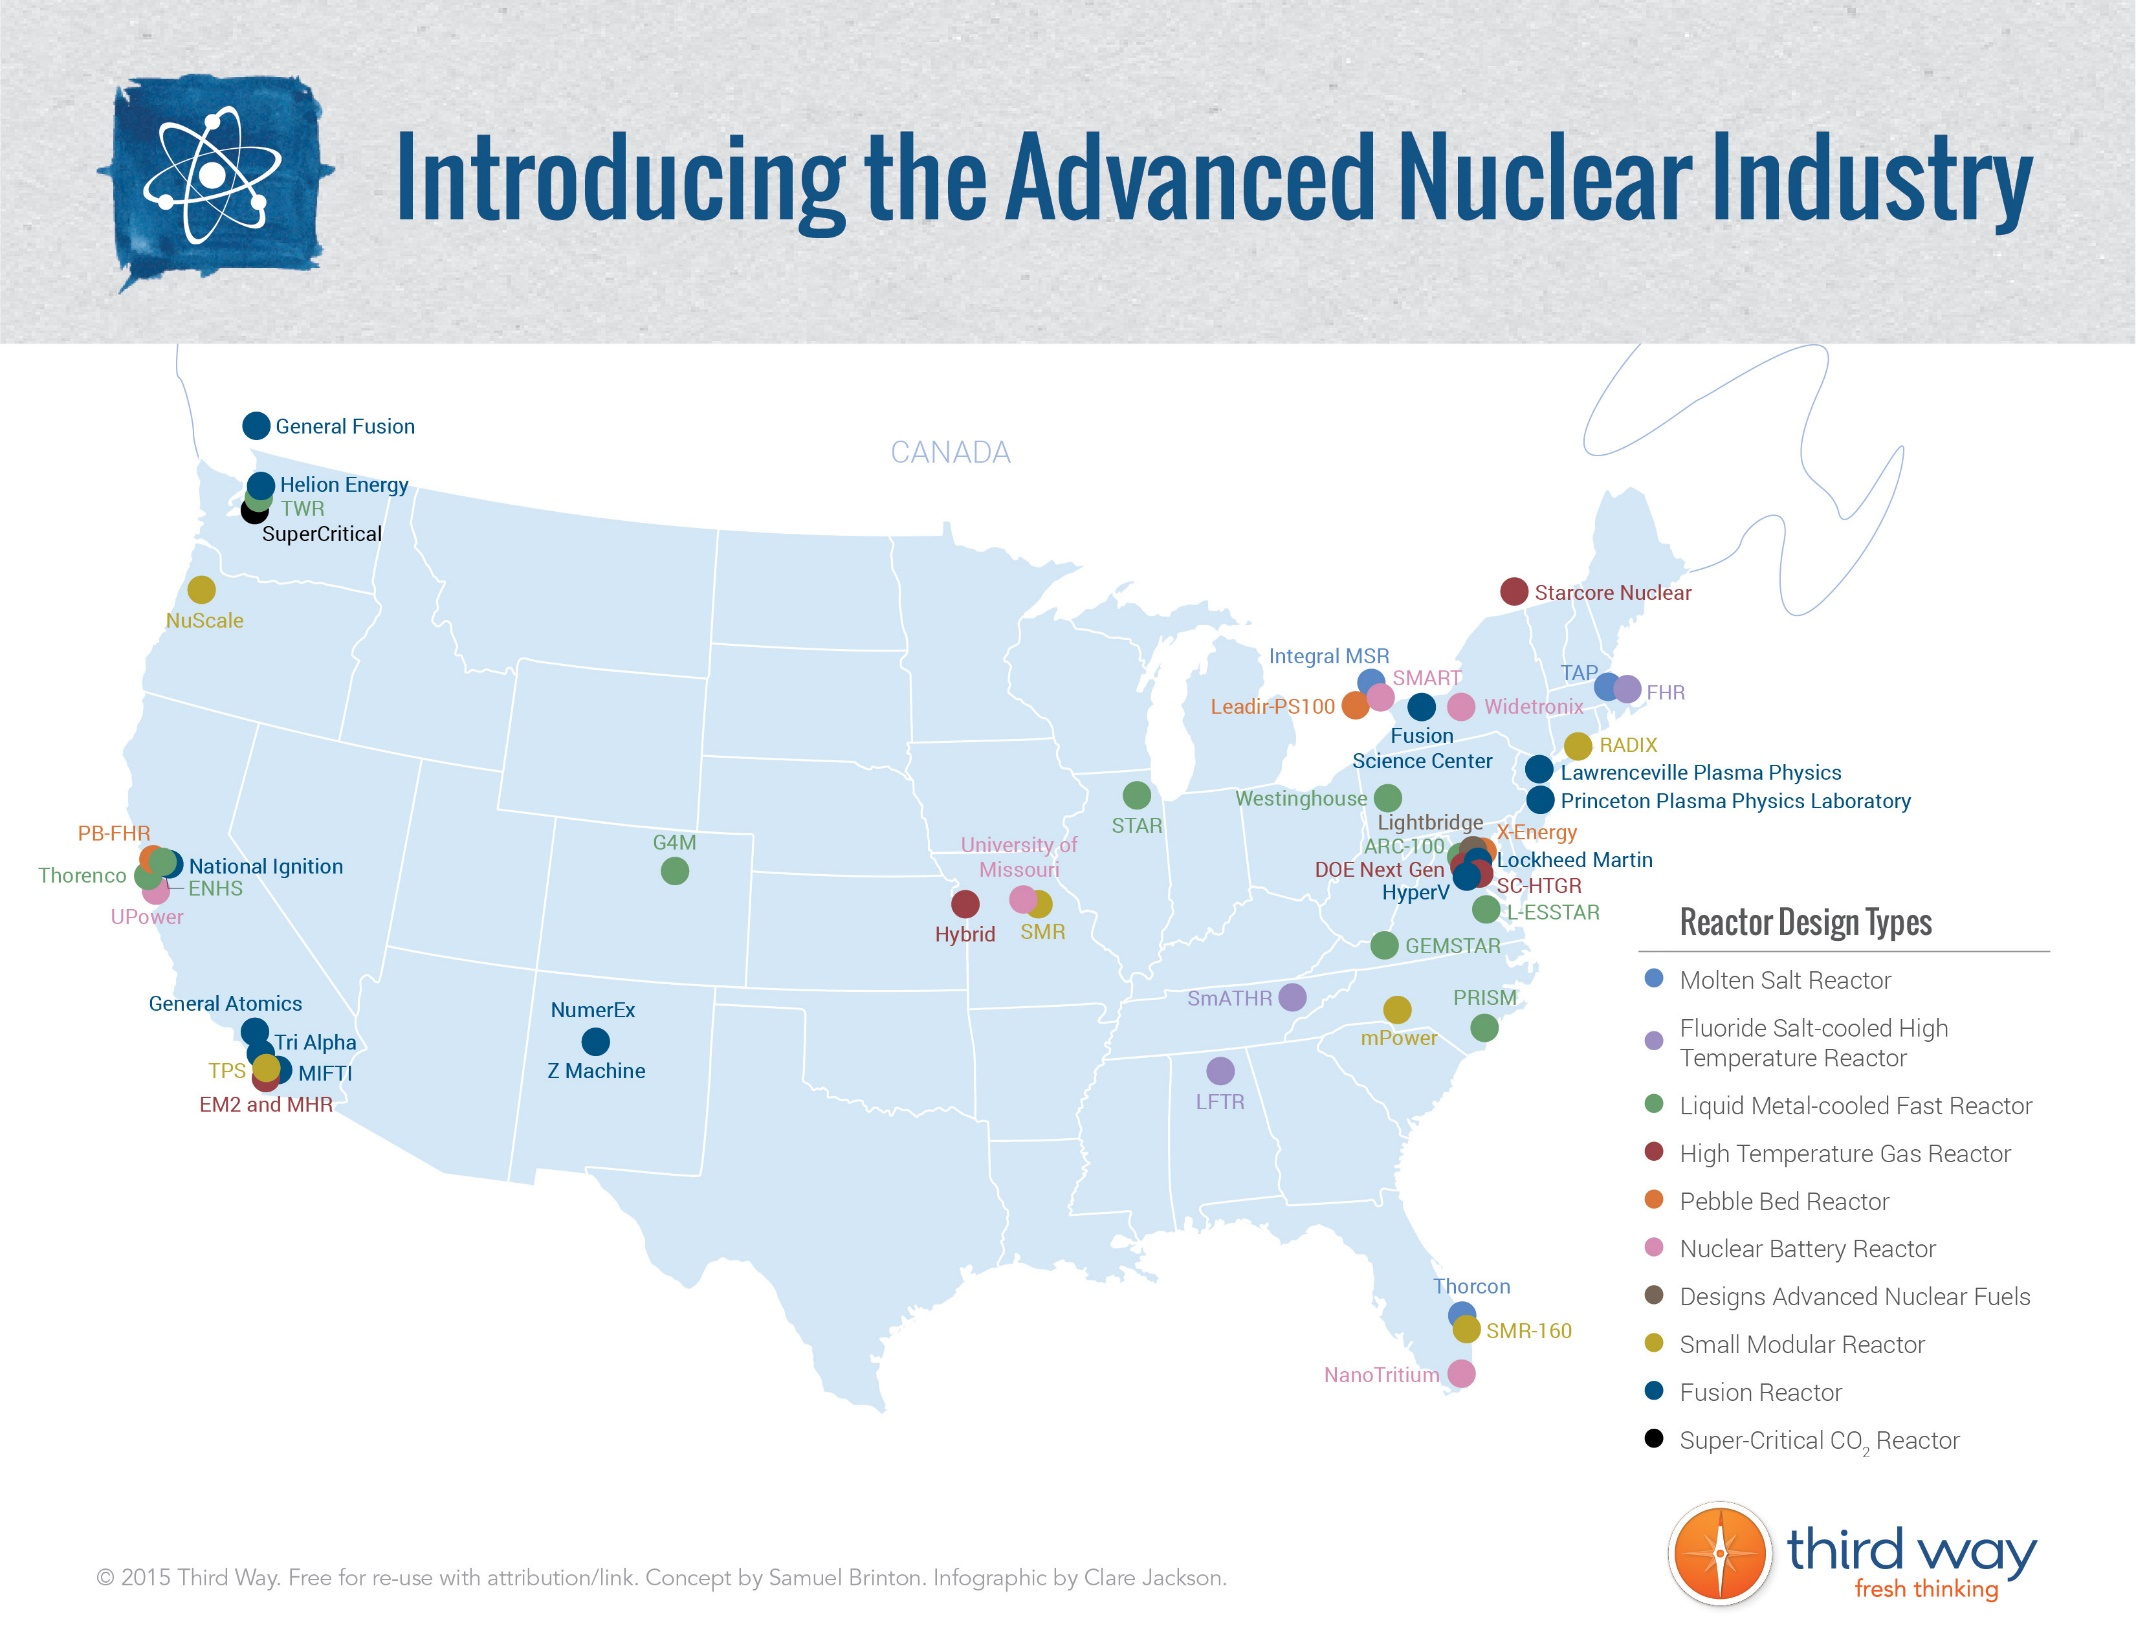 Introducing the Advanced Nuclear Industry
General Fusion
CANADA
Helion Energy
TWR
SuperCritical
NuScale
Starcore Nuclear
Integral MSR
SMART
Leadir-PS100
Widetronix
TAP
FHR
Fusion
Science Center
RADIX
Lawrenceville Plasma Physics
Princeton Plasma Physics Laboratory
Westinghouse
STAR
Lightbridge
X-Energy
ARC-100
Lockheed Martin
DOE Next Gen
SC-HTGR
HyperV
L-ESSTAR
GEMSTAR
PB-FHR
National Ignition
Thorenco
ENHS
UPower
G4M
University of
Missouri
Hybrid
SMR
General Atomics
Tri Alpha
TPS
MIFTI
EM2 and MHR
NumerEx
Z Machine
SmATHR
PRISM
mPower
LFTR
Thorcon
SMR-160
NanoTritium
Reactor Design Types
Molten Salt Reactor
Fluoride Salt-cooled High
Temperature Reactor
Liquid Metal-cooled Fast Reactor
High Temperature Gas Reactor
Pebble Bed Reactor
Nuclear Battery Reactor
Designs Advanced Nuclear Fuels
Small Modular Reactor
Fusion Reactor
Super-Critical CO₂ Reactor
© 2015 Third Way. Free for re-use with attribution/link. Concept by Samuel Brinton. Infographic by Clare Jackson.
third way
fresh thinking